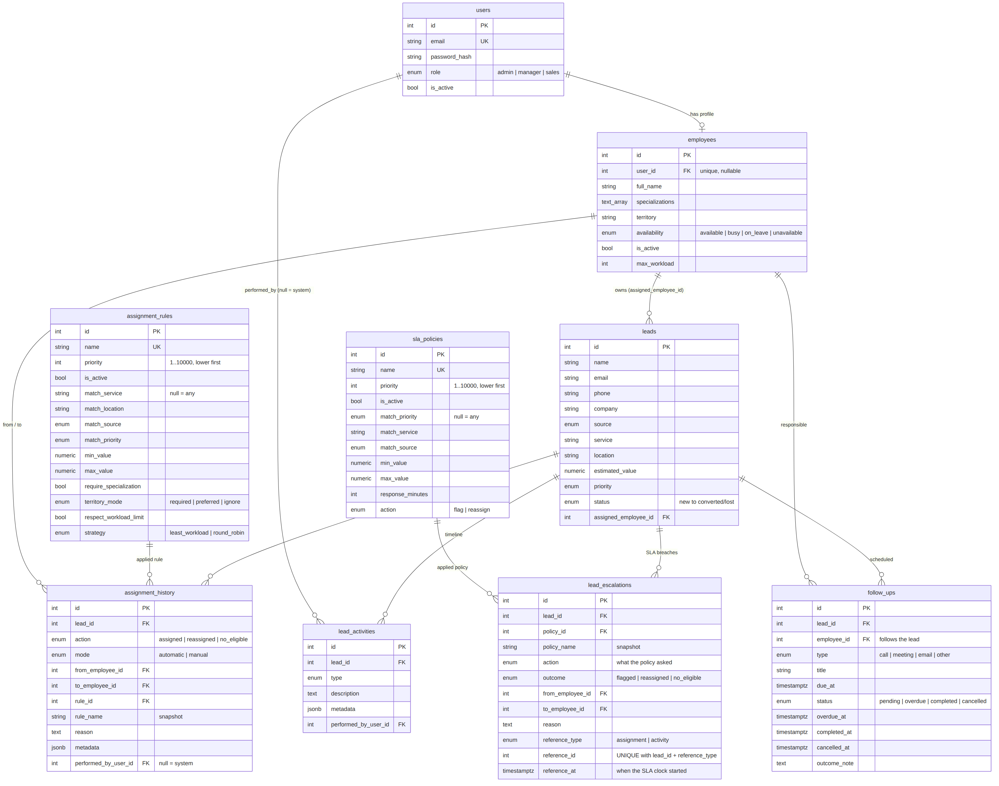 users
int id PK
string email UK
string password_hash
enum role admin | manager | sales
bool is_active
has profile
employees
int id PK
int user_id FK unique, nullable
string full_name
text_array specializations
string territory
enum availability available | busy | on_leave | unavailable
bool is_active
int max_workload
performed_by (null = system)
owns (assigned_employee_id)
assignment_rules
int id PK
string name UK
int priority 1..10000, lower first
bool is_active
string match_service null = any
string match_location
enum match_source
enum match_priority
numeric min_value
numeric max_value
bool require_specialization
enum territory_mode required | preferred | ignore
bool respect_workload_limit
enum strategy least_workload | round_robin
sla_policies
int id PK
string name UK
int priority 1..10000, lower first
bool is_active
enum match_priority null = any
string match_service
enum match_source
numeric min_value
numeric max_value
int response_minutes
enum action flag | reassign
leads
int id PK
string name
string email
string phone
string company
enum source
string service
string location
numeric estimated_value
enum priority
enum status new to converted/lost
int assigned_employee_id FK
from / to
responsible
timeline
SLA breaches
applied rule
scheduled
applied policy
assignment_history
int id PK
int lead_id FK
enum action assigned | reassigned | no_eligible
enum mode automatic | manual
int from_employee_id FK
int to_employee_id FK
int rule_id FK
string rule_name snapshot
text reason
jsonb metadata
int performed_by_user_id FK null = system
lead_activities
int id PK
int lead_id FK
enum type
text description
jsonb metadata
int performed_by_user_id FK
lead_escalations
int id PK
int lead_id FK
int policy_id FK
string policy_name snapshot
enum action what the policy asked
enum outcome flagged | reassigned | no_eligible
int from_employee_id FK
int to_employee_id FK
text reason
enum reference_type assignment | activity
int reference_id UNIQUE with lead_id + reference_type
timestamptz reference_at when the SLA clock started
follow_ups
int id PK
int lead_id FK
int employee_id FK follows the lead
enum type call | meeting | email | other
string title
timestamptz due_at
enum status pending | overdue | completed | cancelled
timestamptz overdue_at
timestamptz completed_at
timestamptz cancelled_at
text outcome_note